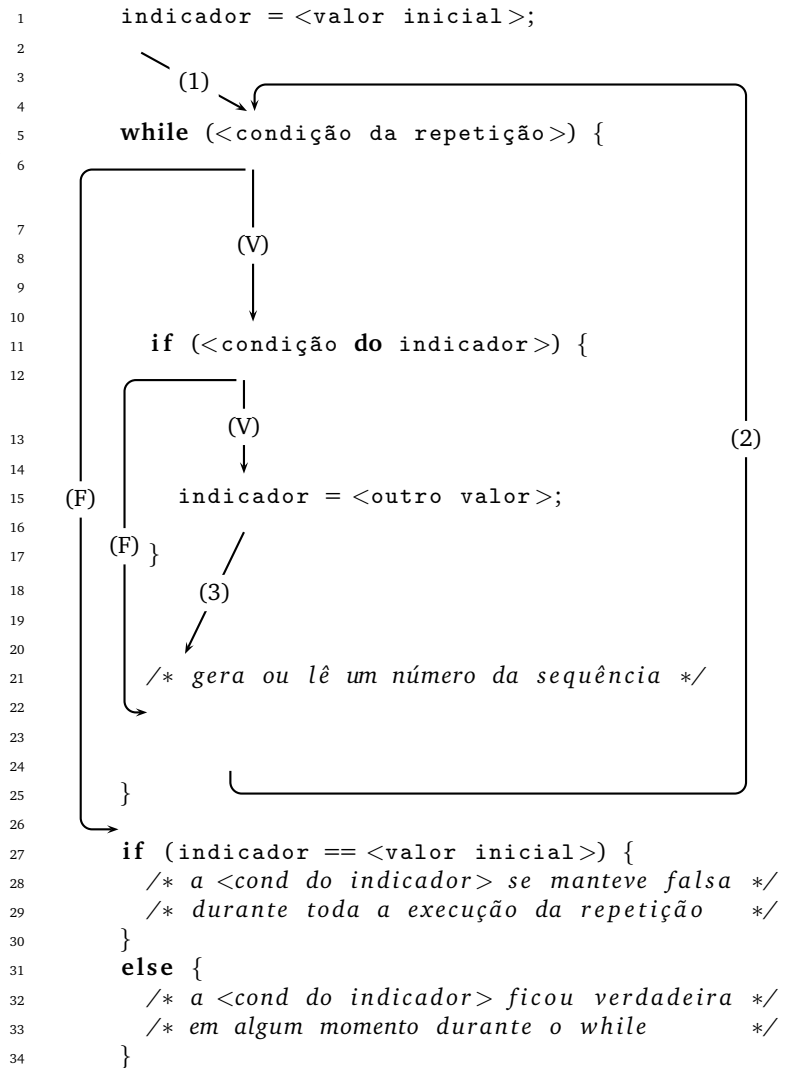 1 indicador = <valor inicial>;
2
3 (1)
4
5 while (<condição da repetição>) {
6
7
8 (V)
9
10
11 if (<condição do indicador>) {
12
13 (V) (2)
14
15 (F) indicador = <outro valor>;
16
17 (F) }
18 (3)
19
20
21 /* gera ou lê um número da sequência */
22
23
24
25 }
26
27 if (indicador == <valor inicial>) {
28 /* a <cond do indicador> se manteve falsa */
29 /* durante toda a execução da repetição */
30 }
31 else {
32 /* a <cond do indicador> ficou verdadeira */
33 /* em algum momento durante o while */
34 }